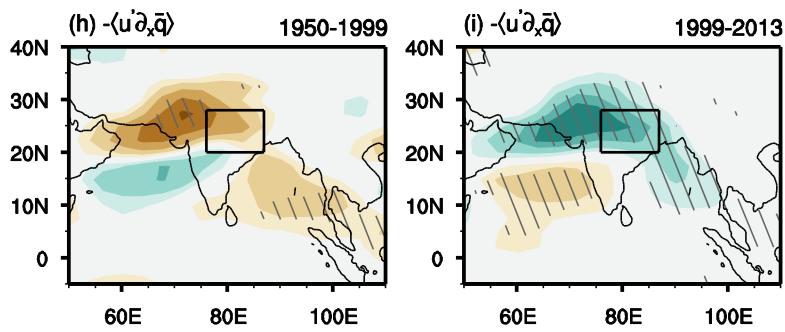 (h) -⟨u'∂ₓq̄⟩ 1950-1999
(i) -⟨u'∂ₓq̄⟩ 1999-2013
40N 40N
30N 30N
20N 20N
10N 10N
0 0
60E 80E 100E 60E 80E 100E